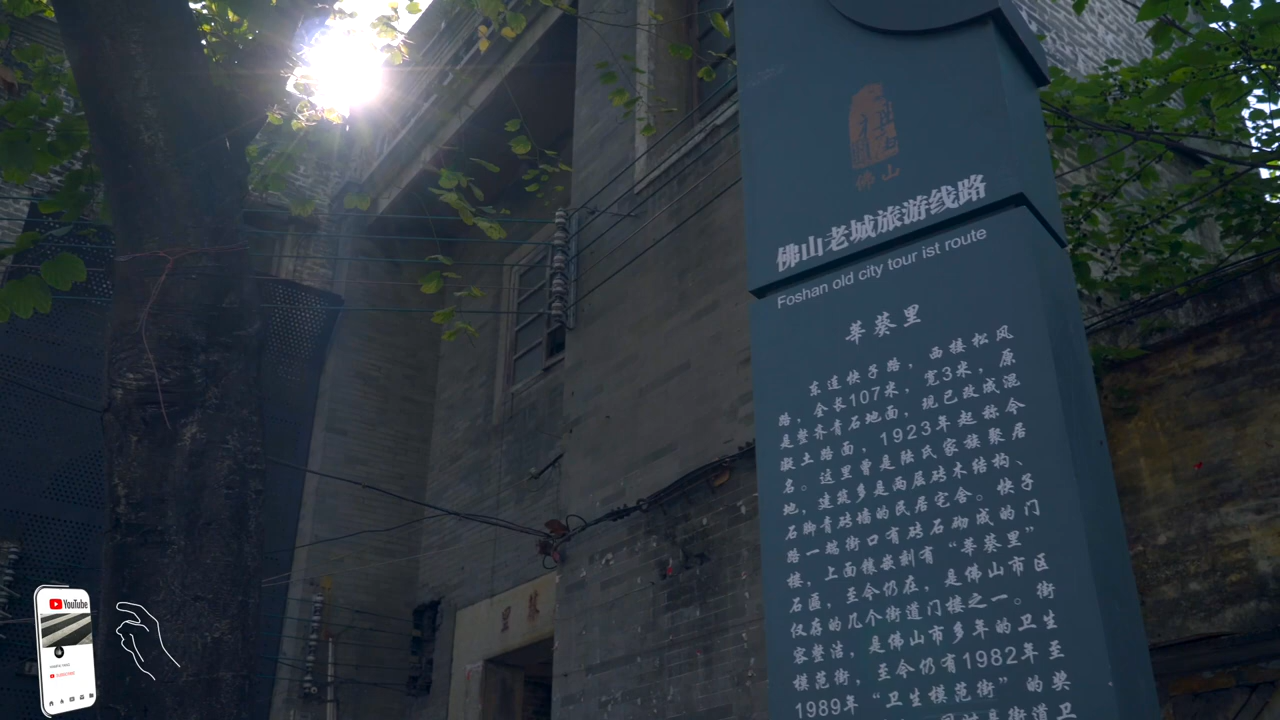 佛山
佛山老城旅游线路
Foshan old city tour ist route
莘葵里
东连快子路，西接松风
路，全长107米，宽3米，原
是整齐青石地面，现已改成混
凝土路面，1923年起称今
名。这里曾是陆氏家族聚居
地，建筑多是两层砖木结构、
石脚青砖墙的民居宅舍。快子
路一端街口有砖石砌成的门
楼，上面镶嵌刻有“莘葵里”
石匾，至今仍在，是佛山市区
仅存的几个街道门楼之一。街
容整洁，是佛山市多年的卫生
模范街，至今仍有1982年至
1989年“卫生模范街”的奖
葵里
YouTube